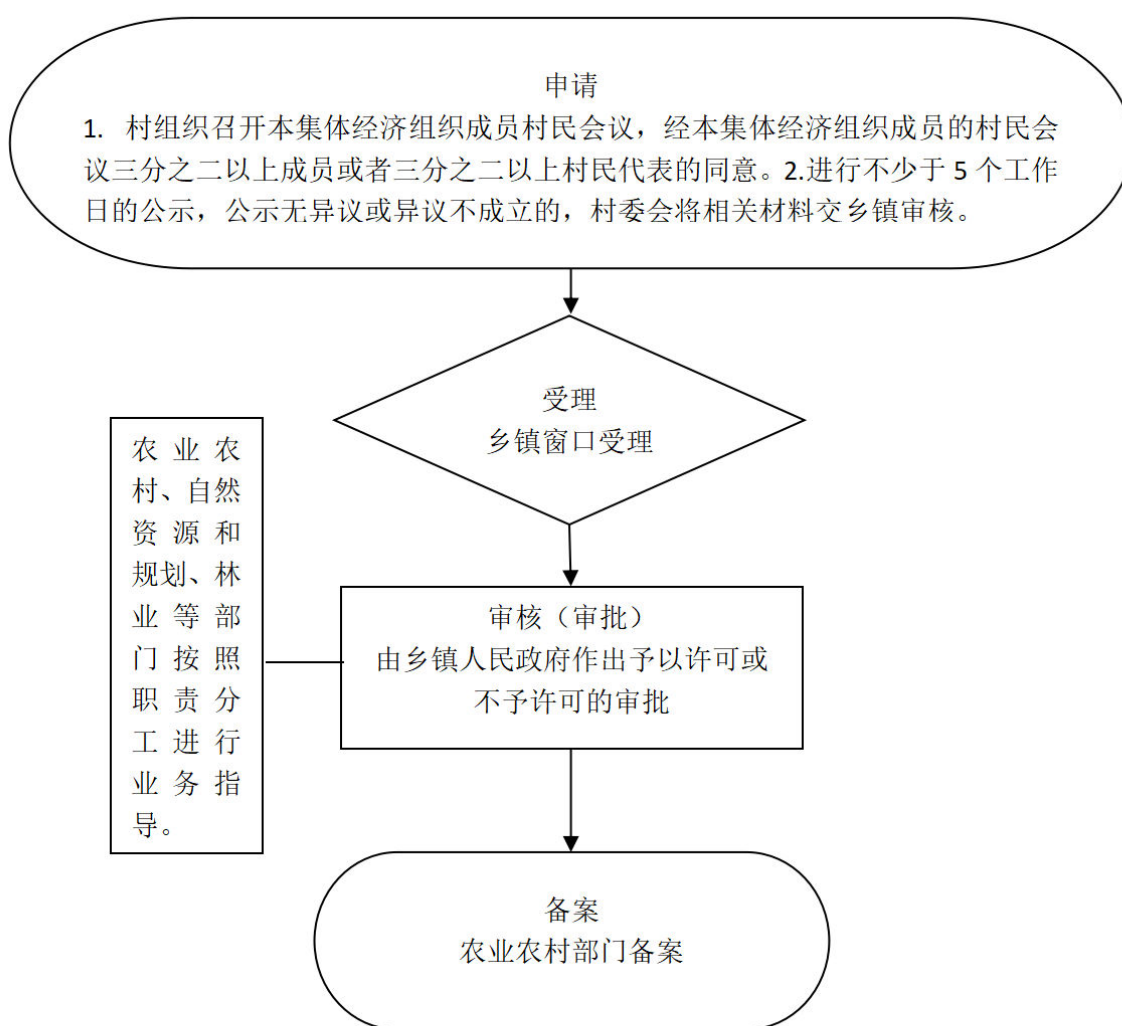 申请
1. 村组织召开本集体经济组织成员村民会议，经本集体经济组织成员的村民会
议三分之二以上成员或者三分之二以上村民代表的同意。2.进行不少于 5 个工作
日的公示，公示无异议或异议不成立的，村委会将相关材料交乡镇审核。
受理
乡镇窗口受理
农业农
村、自然
资源和
规划、林
业等部
门按照
职责分
工进行
业务指
导。
审核（审批）
由乡镇人民政府作出予以许可或
不予许可的审批
备案
农业农村部门备案